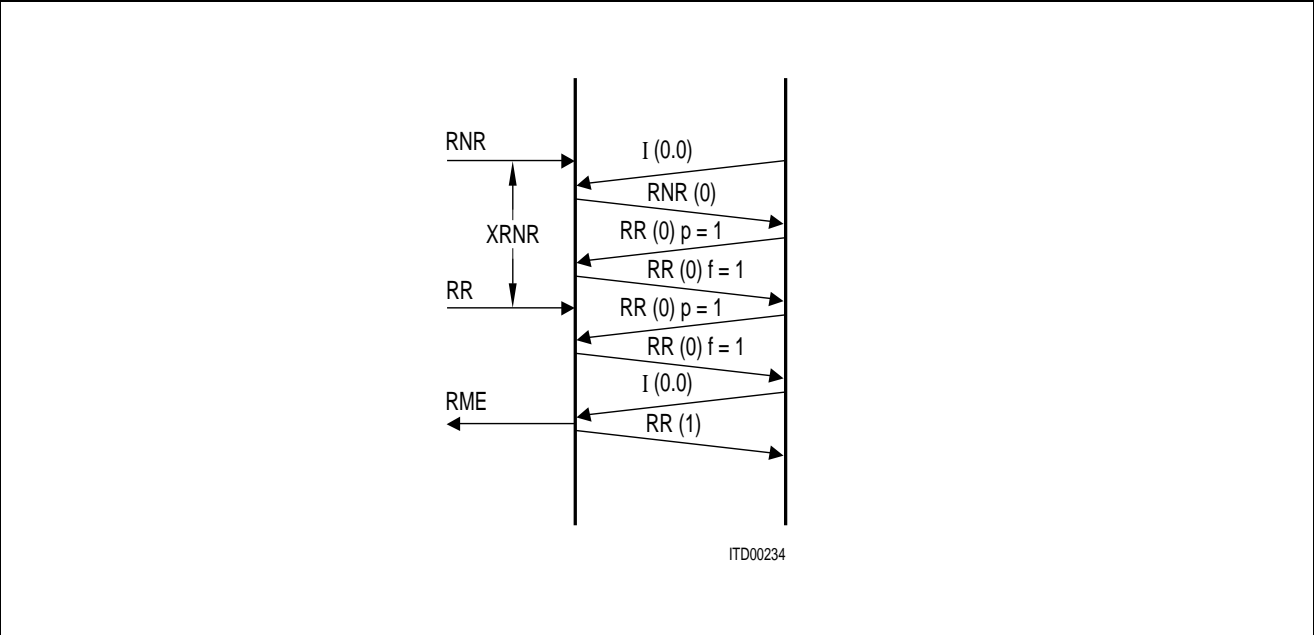 RNR
I (0.0)
RNR (0)
XRNR
RR (0) p = 1
RR (0) f = 1
RR
RR (0) p = 1
RR (0) f = 1
I (0.0)
RME
RR (1)
ITD00234